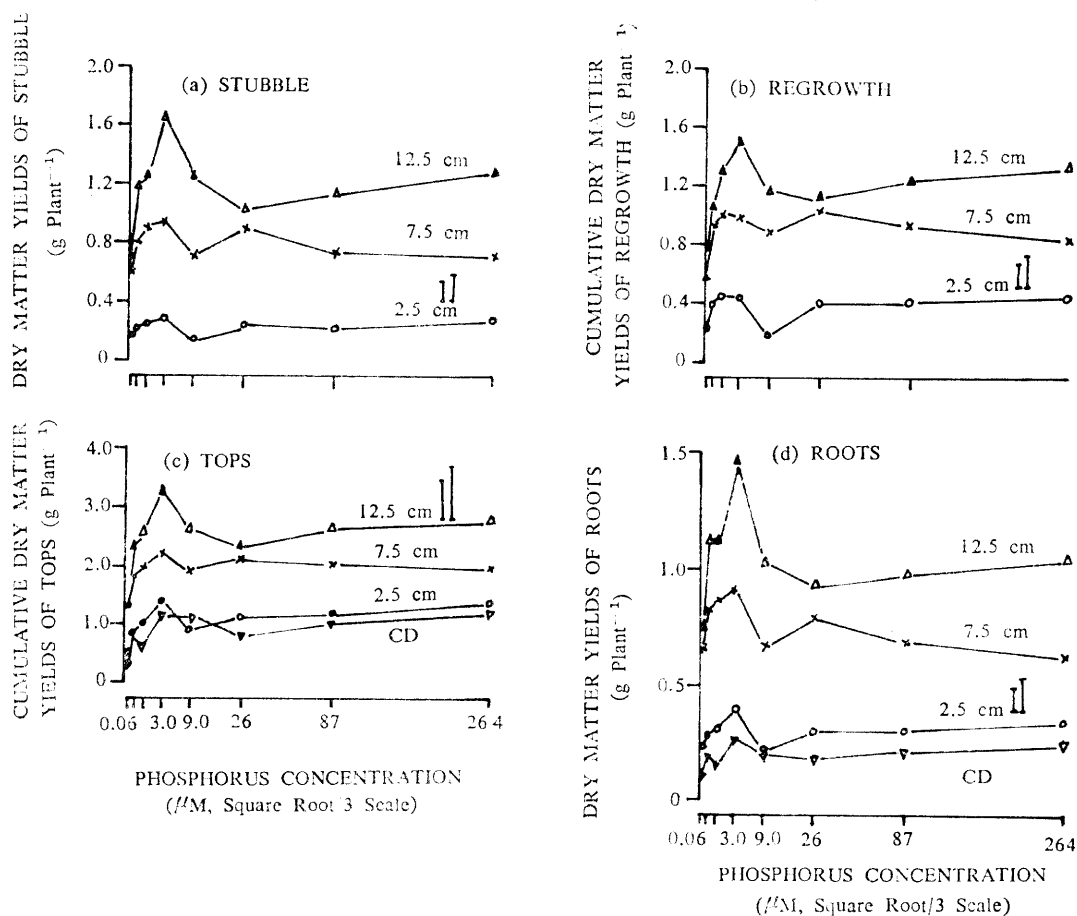 DRY MATTER YIELDS OF STUBBLE
(g Plant⁻¹)
(a) STUBBLE
2.0
1.6
1.2
0.8
0.4
0
12.5 cm
7.5 cm
2.5 cm
CUMULATIVE DRY MATTER
YIELDS OF REGROWTH (g Plant⁻¹)
(b) REGROWTH
2.0
1.6
1.2
0.8
0.4
0
12.5 cm
7.5 cm
2.5 cm
CUMULATIVE DRY MATTER
YIELDS OF TOPS (g Plant⁻¹)
(c) TOPS
4.0
3.0
2.0
1.0
0
12.5 cm
7.5 cm
2.5 cm
CD
0.06 3.0 9.0 26 87 264
PHOSPHORUS CONCENTRATION
(μM, Square Root/3 Scale)
DRY MATTER YIELDS OF ROOTS
(g Plant⁻¹)
(d) ROOTS
1.5
1.0
0.5
0
12.5 cm
7.5 cm
2.5 cm
CD
0.06 3.0 9.0 26 87 264
PHOSPHORUS CONCENTRATION
(μM, Square Root/3 Scale)